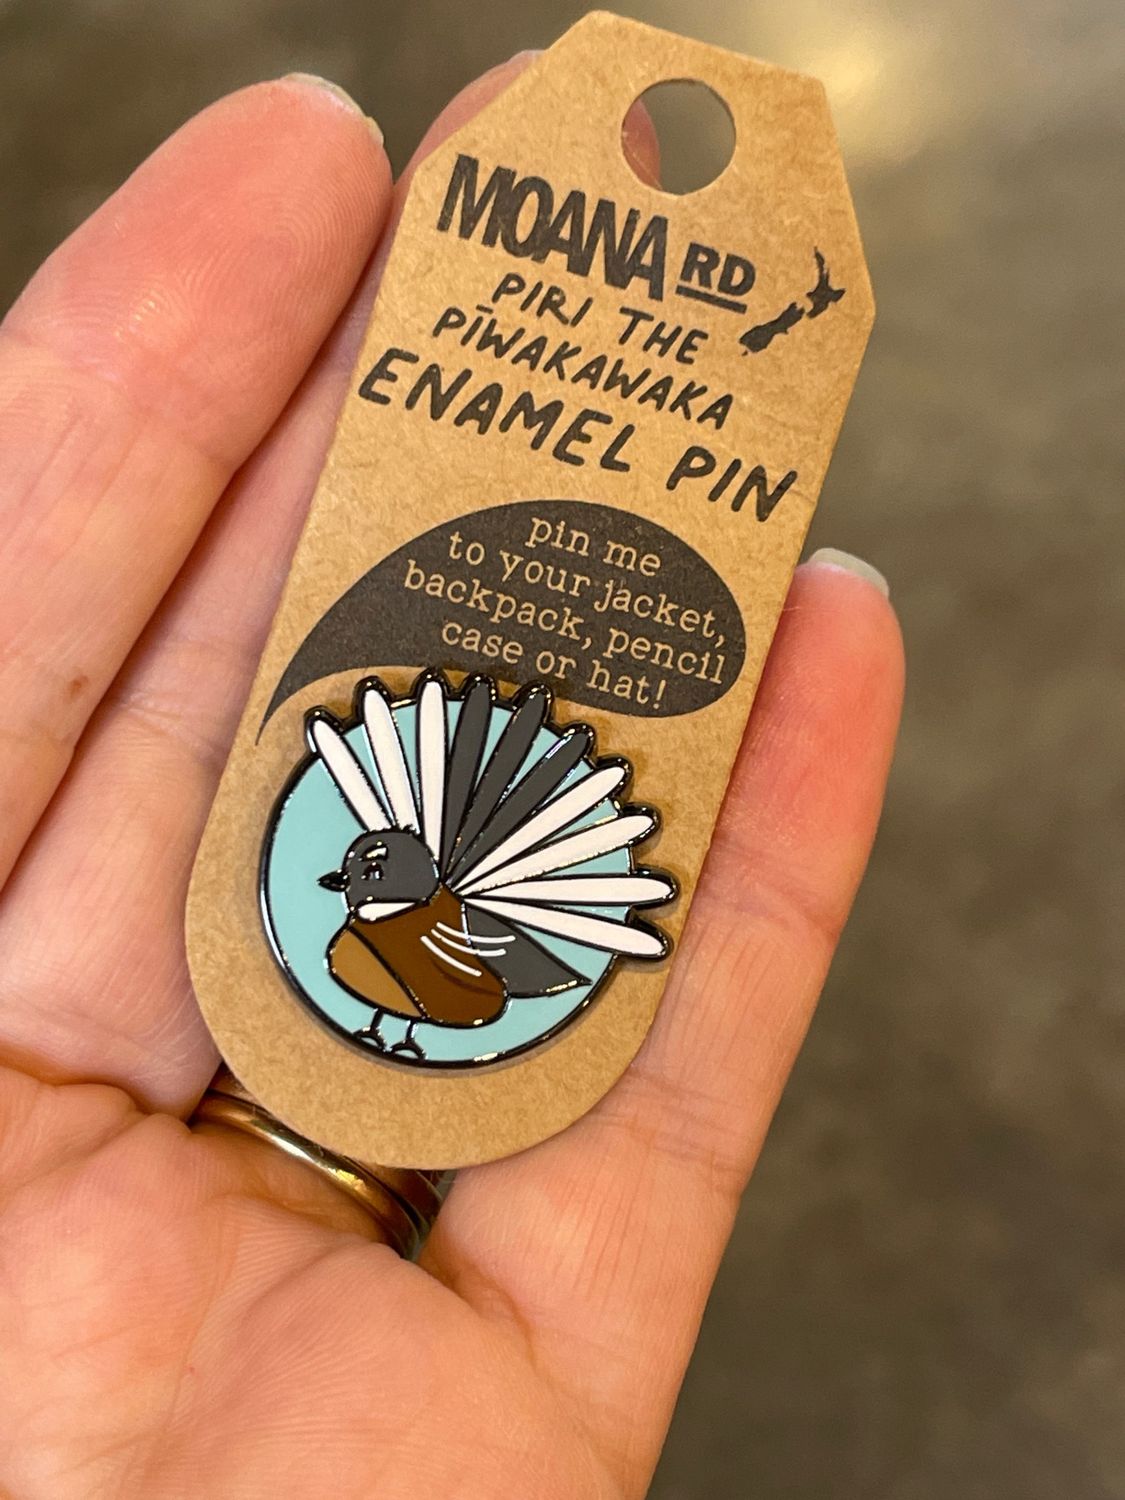 MOANA RD
PIRI THE
PĪWAKAWAKA
ENAMEL PIN
pin me
to your jacket,
backpack, pencil
case or hat!